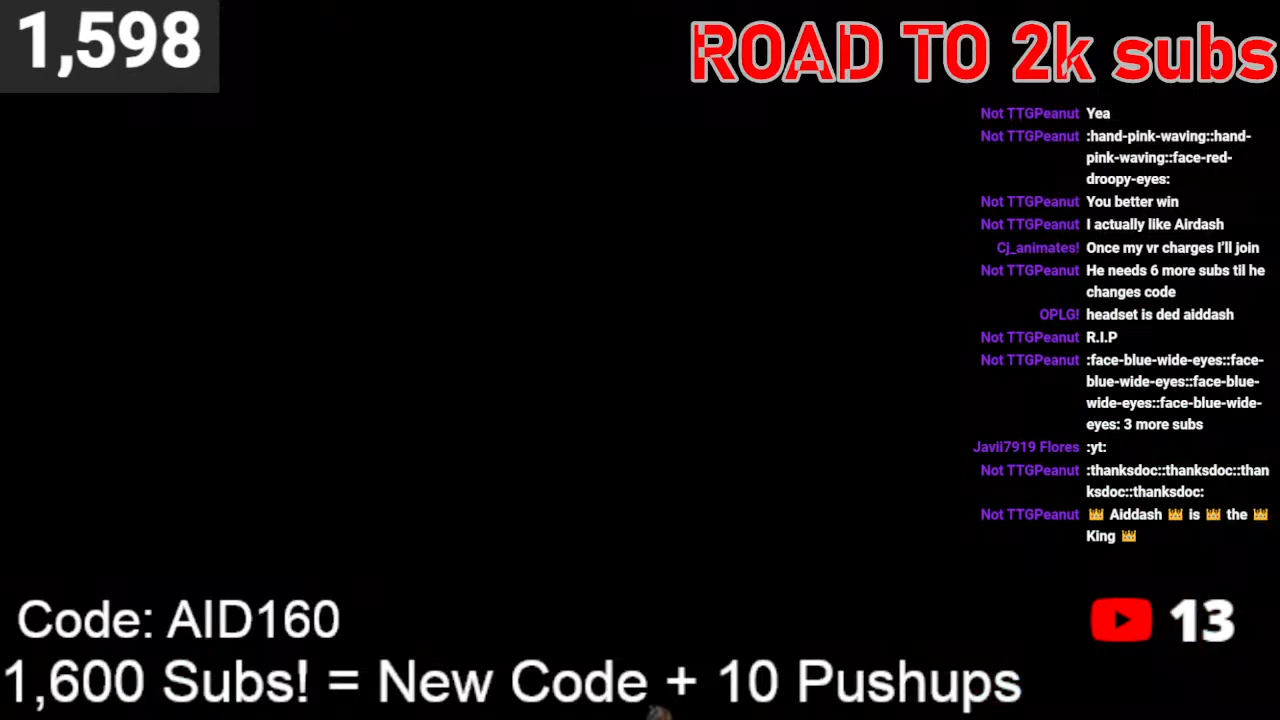 1,598
ROAD TO 2k subs
Not TTGPeanut Yea
Not TTGPeanut :hand-pink-waving::hand-
pink-waving::face-red-
droopy-eyes:
Not TTGPeanut You better win
Not TTGPeanut I actually like Airdash
Cj_animates! Once my vr charges I'll join
Not TTGPeanut He needs 6 more subs til he
changes code
OPLG! headset is ded aiddash
Not TTGPeanut R.I.P
Not TTGPeanut :face-blue-wide-eyes::face-
blue-wide-eyes::face-blue-
wide-eyes::face-blue-wide-
eyes: 3 more subs
Javii7919 Flores :yt:
Not TTGPeanut :thanksdoc::thanksdoc::than
ksdoc::thanksdoc:
Not TTGPeanut 👑 Aiddash 👑 is 👑 the 👑
King 👑
Code: AID160
13
1,600 Subs! = New Code + 10 Pushups